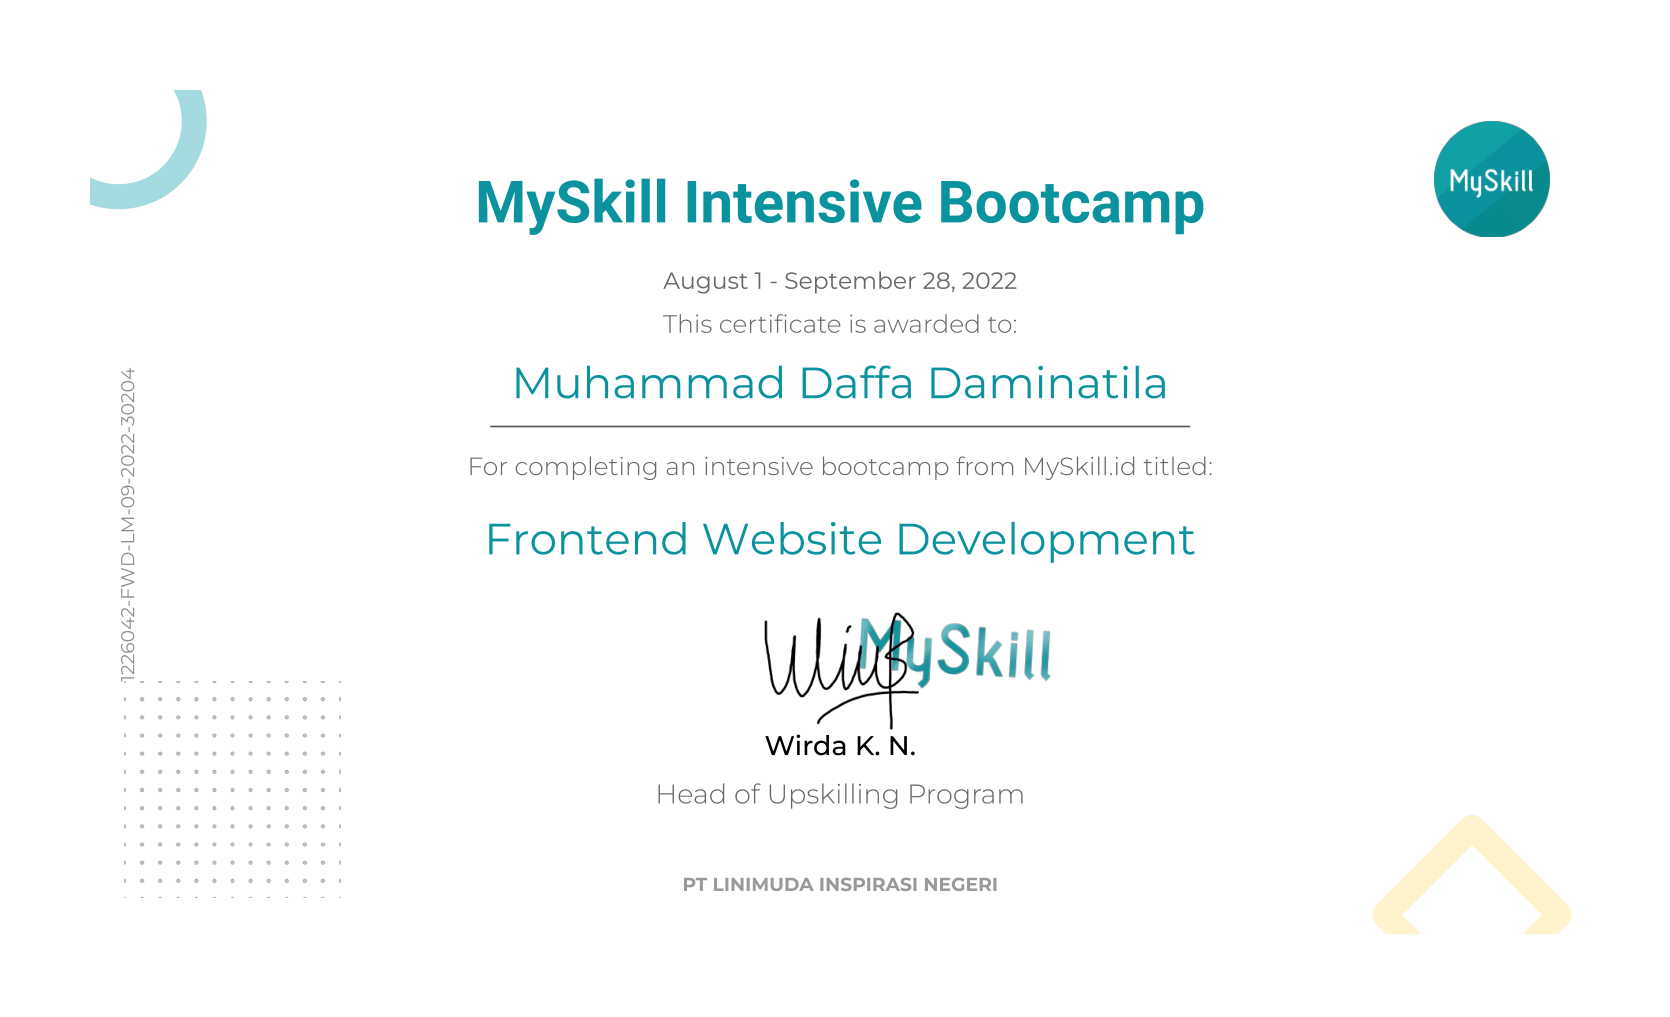 MySkill
MySkill Intensive Bootcamp
August 1 - September 28, 2022
This certificate is awarded to:
Muhammad Daffa Daminatila
For completing an intensive bootcamp from MySkill.id titled:
Frontend Website Development
MySkill
Wirda K. N.
Head of Upskilling Program
PT LINIMUDA INSPIRASI NEGERI
1226042-FWD-LM-09-2022-30204